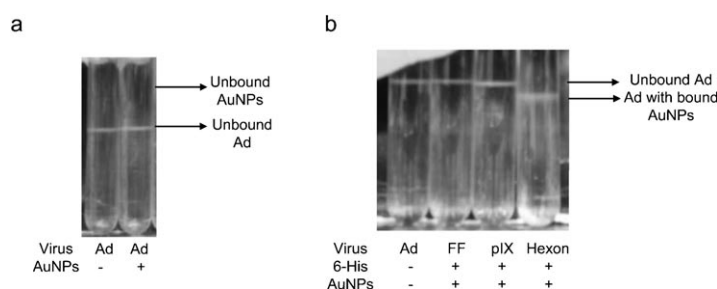 a
Unbound
AuNPs
Unbound
Ad
Virus Ad Ad
AuNPs - +
b
Unbound Ad
Ad with bound
AuNPs
Virus Ad FF pIX Hexon
6-His - + + +
AuNPs - + + +